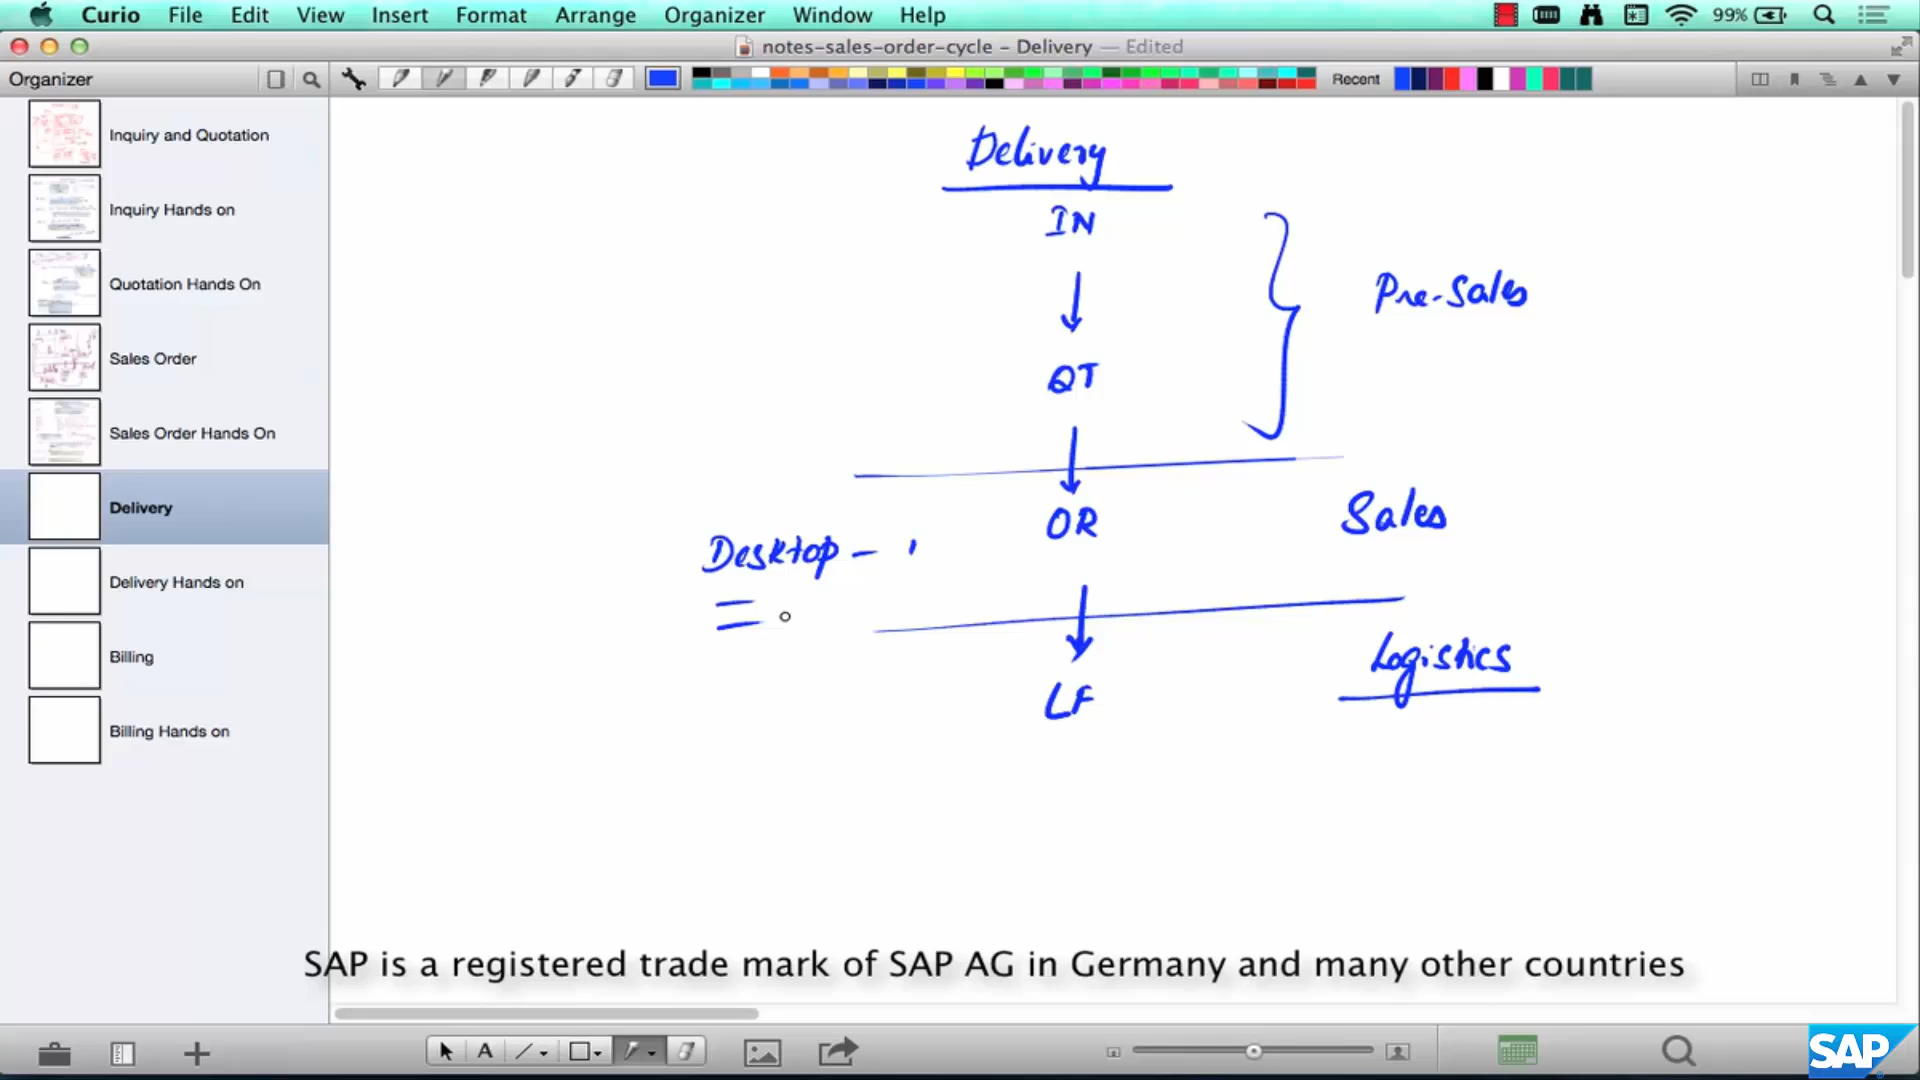 Curio File Edit View Insert Format Arrange Organizer Window Help 99%
notes-sales-order-cycle – Delivery — Edited
Organizer
Recent
Inquiry and Quotation
Inquiry Hands on
Quotation Hands On
Sales Order
Sales Order Hands On
Delivery
Delivery Hands on
Billing
Billing Hands on
Delivery
IN
Pre-Sales
QT
OR
Sales
Desktop - 1
Logistics
LF
SAP is a registered trade mark of SAP AG in Germany and many other countries
A
SAP